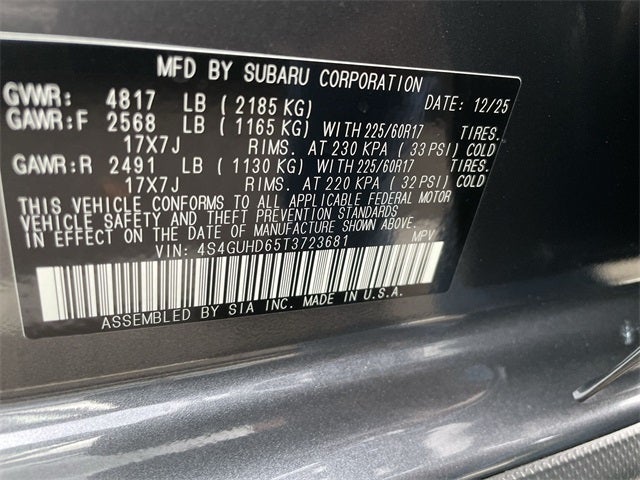 MFD BY SUBARU CORPORATION
GVWR: 4817 LB ( 2185 KG) DATE: 12/25
GAWR:F 2568 LB ( 1165 KG) WITH 225/60R17 TIRES.
17X7J RIMS. AT 230 KPA ( 33 PSI) COLD
GAWR:R 2491 LB ( 1130 KG) WITH 225/60R17 TIRES.
17X7J RIMS. AT 220 KPA ( 32 PSI) COLD
THIS VEHICLE CONFORMS TO ALL APPLICABLE FEDERAL MOTOR
VEHICLE SAFETY AND THEFT PREVENTION STANDARDS
IN EFFECT ON THE DATE OF MANUFACTURE SHOWN ABOVE.
VIN: 4S4GUHD65T3723681 MPV
ASSEMBLED BY SIA INC. MADE IN U.S.A.